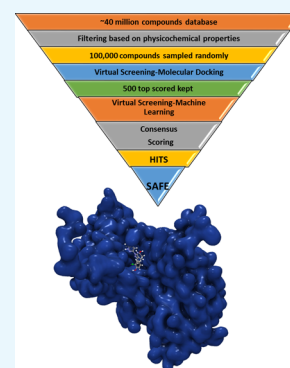 ~40 million compounds database
Filtering based on physicochemical properties
100,000 compounds sampled randomly
Virtual Screening-Molecular Docking
500 top scored kept
Virtual Screening-Machine
Learning
Consensus
Scoring
HITS
SAFE